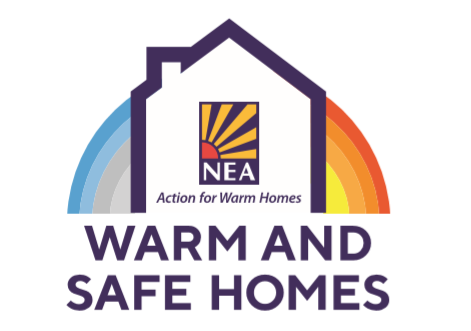 NEA
Action for Warm Homes
WARM AND
SAFE HOMES